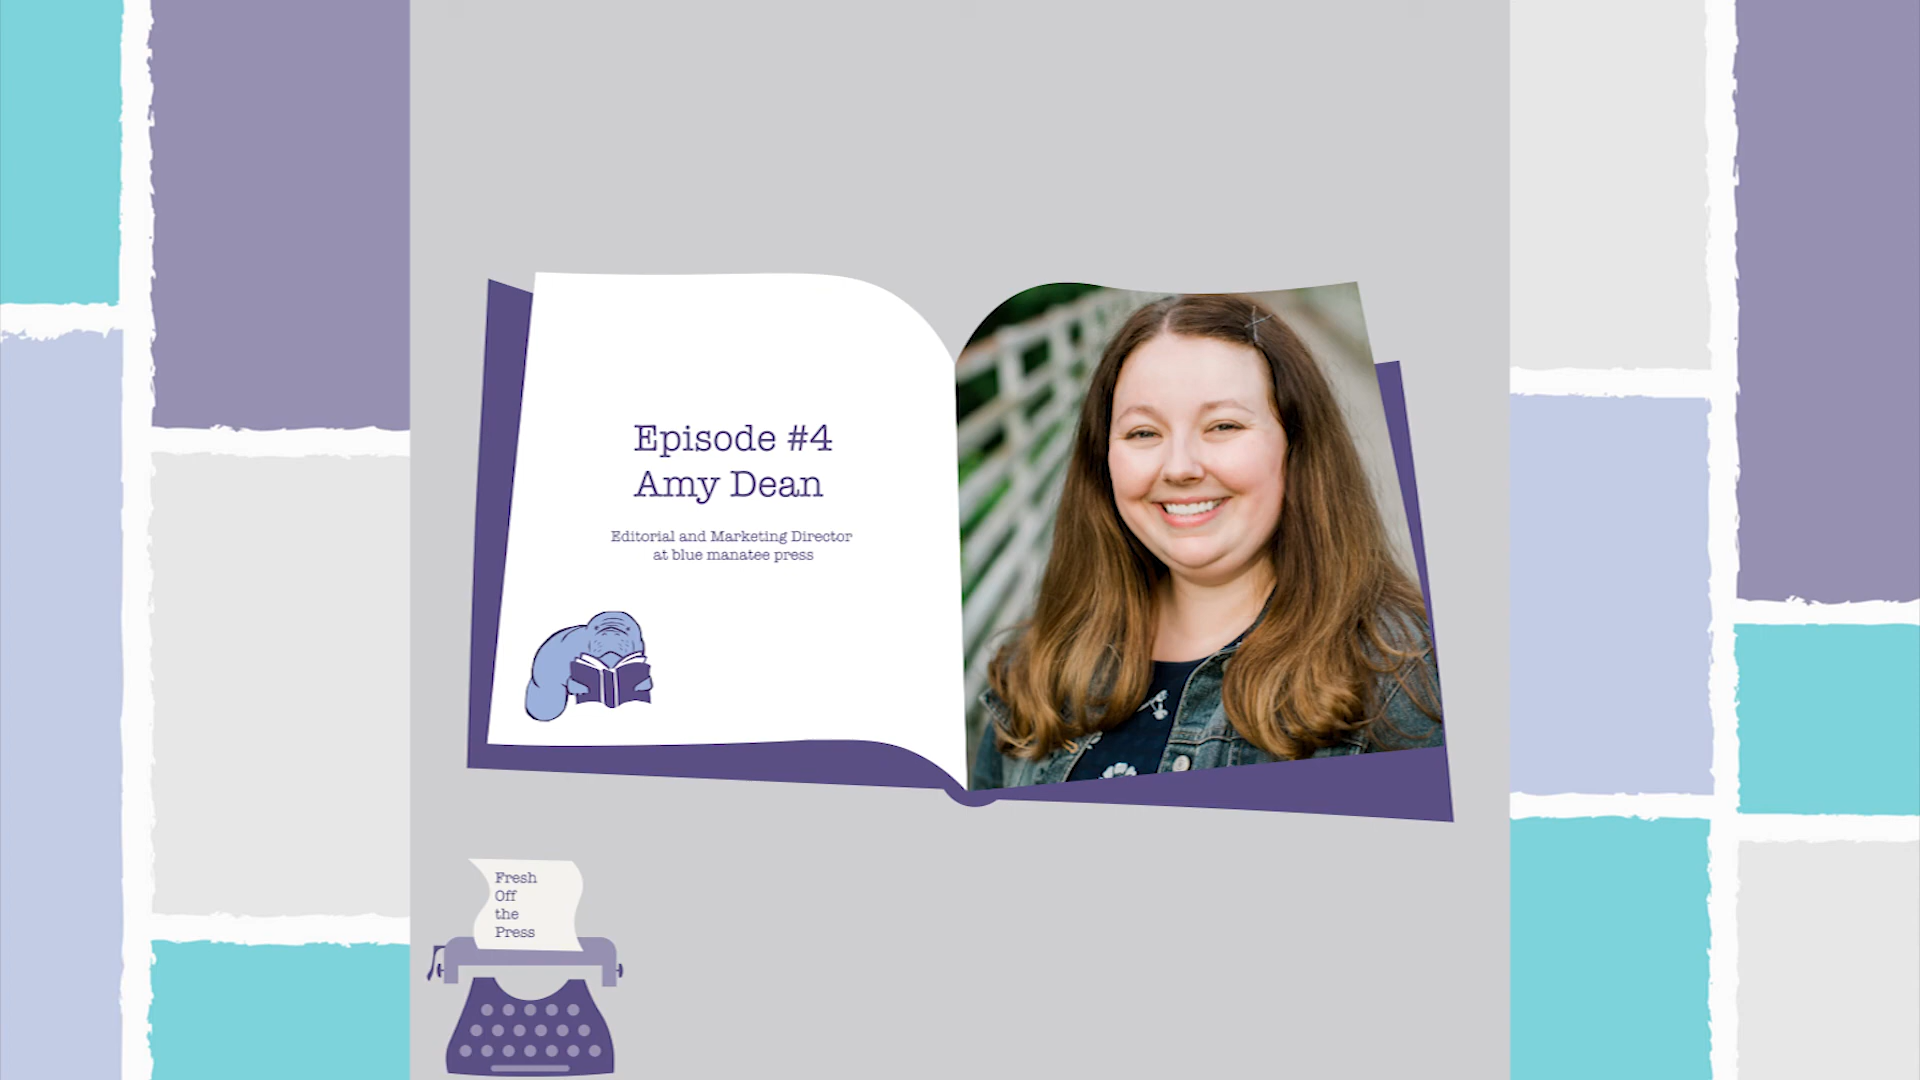 Episode #4
Amy Dean
Editorial and Marketing Director
at blue manatee press
Fresh
Off
the
Press